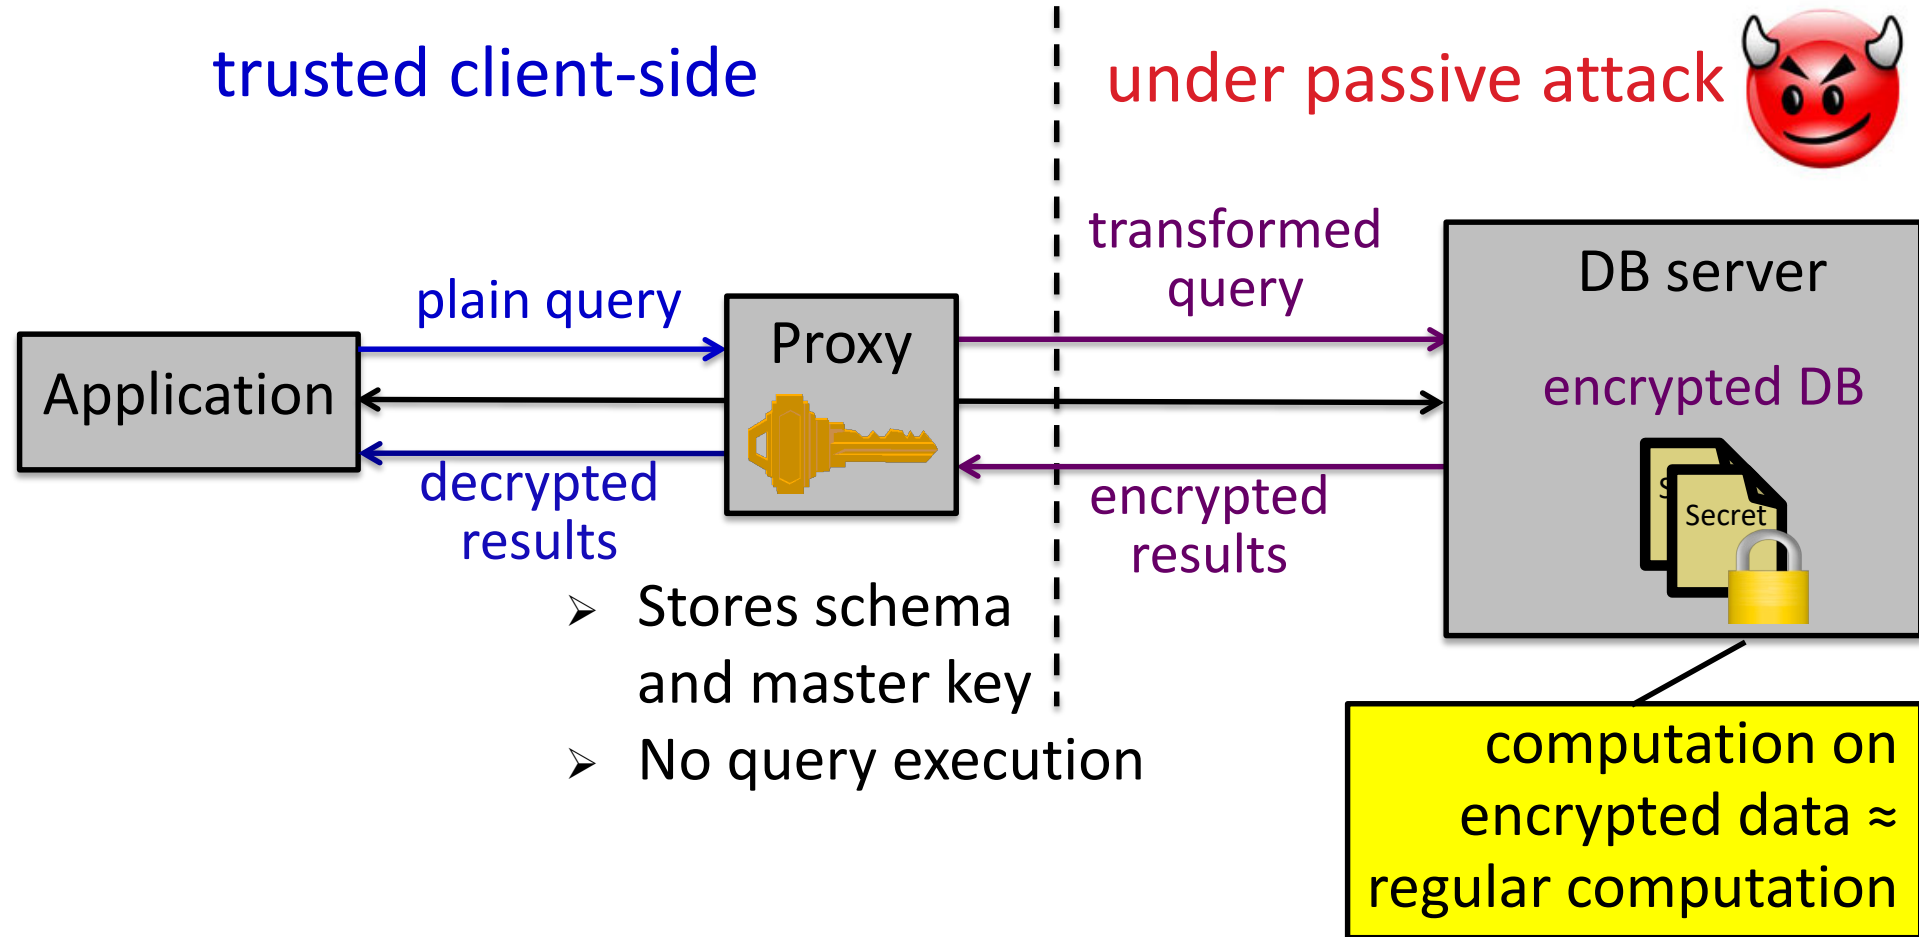 trusted client-side
under passive attack
transformed
query
plain query
DB server
Proxy
Application
encrypted DB
decrypted
results
encrypted
results
S
Secret
➢ Stores schema
and master key
➢ No query execution
computation on
encrypted data ≈
regular computation